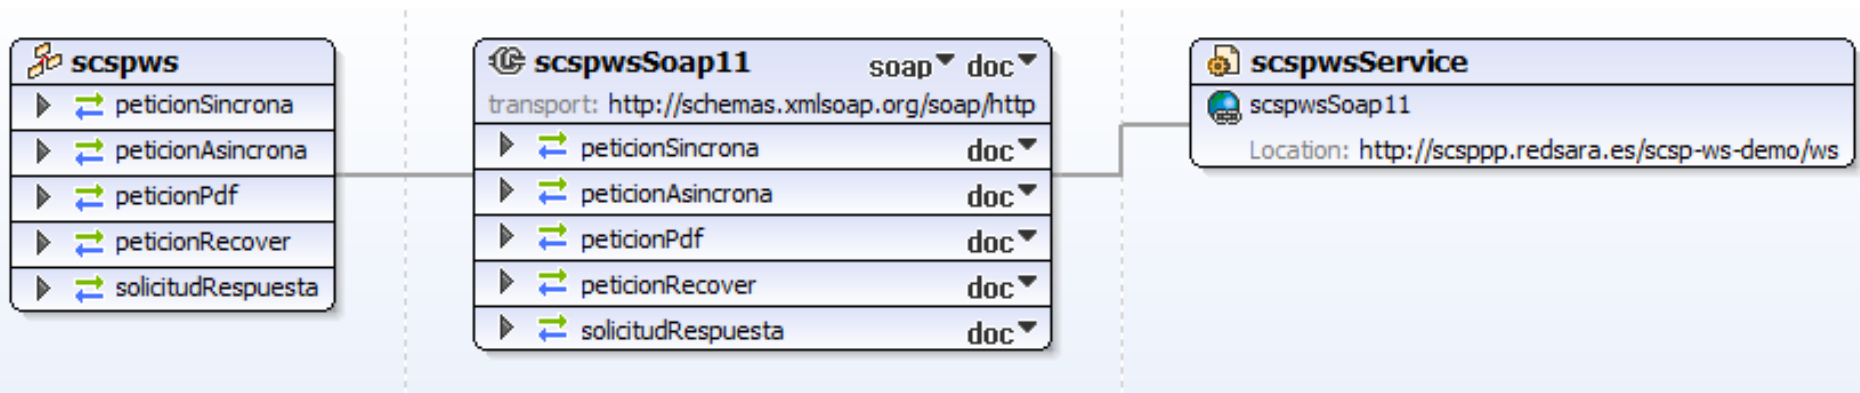 scspws
peticionSincrona
peticionAsincrona
peticionPdf
peticionRecover
solicitudRespuesta
scspwsSoap11 soap doc
transport: http://schemas.xmlsoap.org/soap/http
peticionSincrona doc
peticionAsincrona doc
peticionPdf doc
peticionRecover doc
solicitudRespuesta doc
scspwsService
scspwsSoap11
Location: http://scsppp.redsara.es/scsp-ws-demo/ws